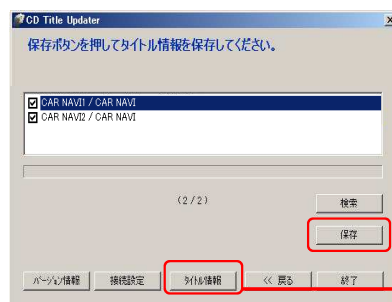 CD Title Updater
保存ボタンを押してタイトル情報を保存してください。
CAR NAVI1 / CAR NAVI
CAR NAVI2 / CAR NAVI
(2/2)
検索
保存
バージョン情報
接続設定
タイトル情報
<< 戻る
終了